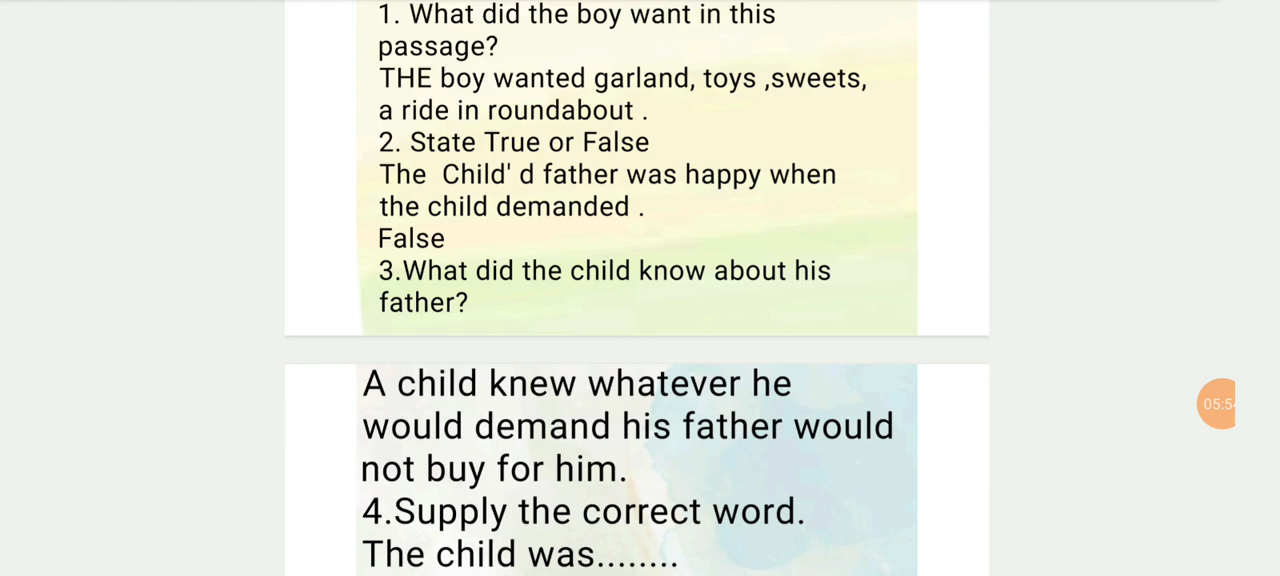 1. What did the boy want in this
passage?
THE boy wanted garland, toys ,sweets,
a ride in roundabout .
2. State True or False
The Child' d father was happy when
the child demanded .
False
3.What did the child know about his
father?
A child knew whatever he
would demand his father would
not buy for him.
4.Supply the correct word.
The child was........